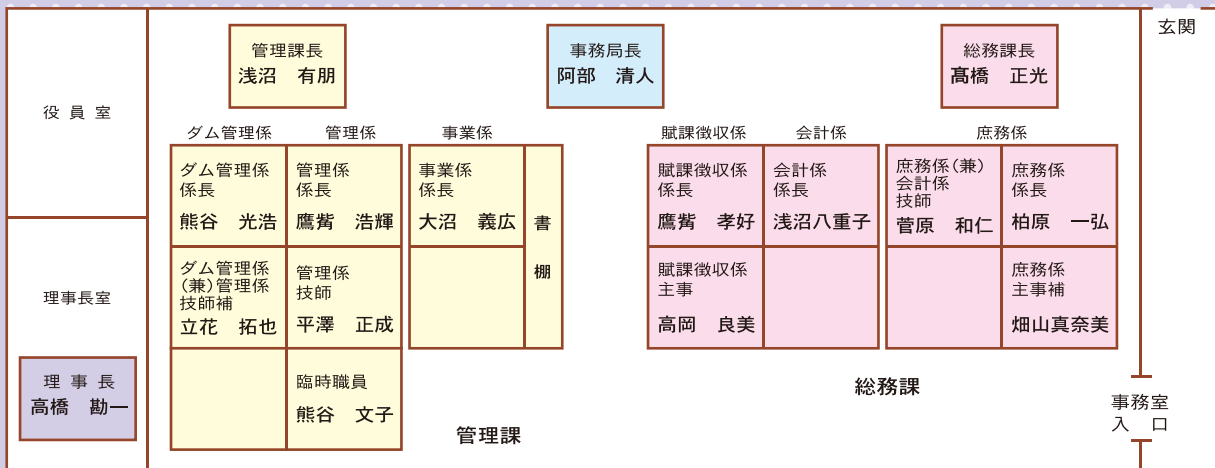 玄関
役員室
管理課長
浅沼 有朋
事務局長
阿部 清人
総務課長
髙橋 正光
ダム管理係
管理係
事業係
賦課徴収係
会計係
庶務係
ダム管理係
係長
熊谷 光浩
管理係
係長
鷹觜 浩輝
事業係
係長
大沼 義広
書棚
賦課徴収係
係長
鷹觜 孝好
会計係
係長
浅沼八重子
庶務係(兼)
会計係
技師
菅原 和仁
庶務係
係長
柏原 一弘
ダム管理係
(兼)管理係
技師補
立花 拓也
管理係
技師
平澤 正成
賦課徴収係
主事
高岡 良美
庶務係
主事補
畑山真奈美
理事長室
理事長
高橋 勘一
臨時職員
熊谷 文子
管理課
総務課
事務室
入口